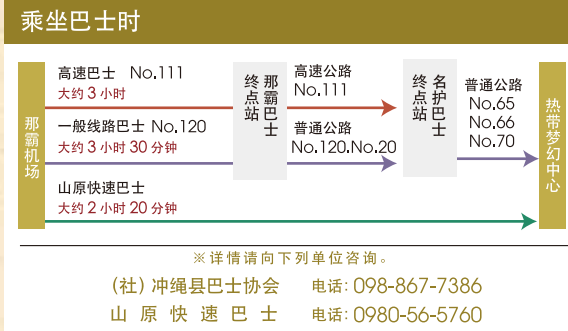 乘坐巴士时
那霸机场
高速巴士 No.111
大约 3 小时
一般线路巴士 No.120
大约 3 小时 30 分钟
山原快速巴士
大约 2 小时 20 分钟
那霸巴士
终点站
高速公路
No.111
普通公路
No.120.No.20
名护巴士
终点站
普通公路
No.65
No.66
No.70
热带梦幻中心
※详情请向下列单位咨询。
(社) 冲绳县巴士协会 电话: 098-867-7386
山原快速巴士 电话: 0980-56-5760